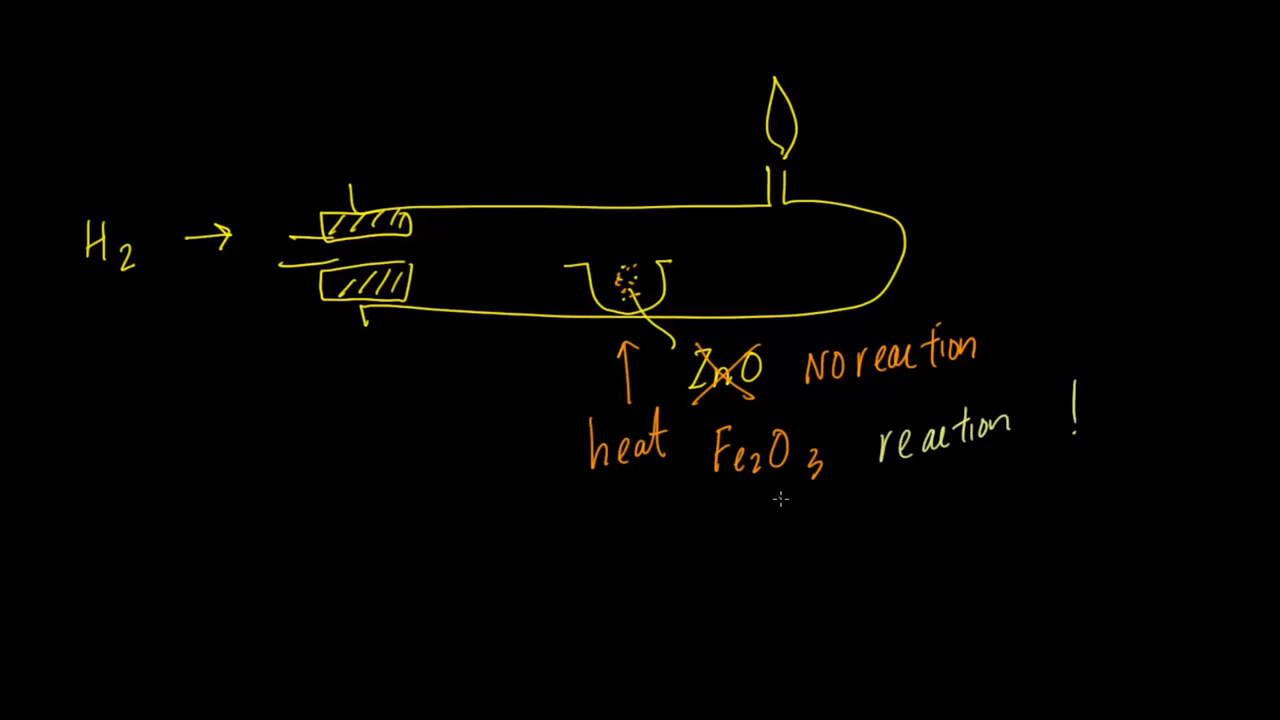 H₂ →
ZnO NO reaction
heat Fe₂O₃ reaction !